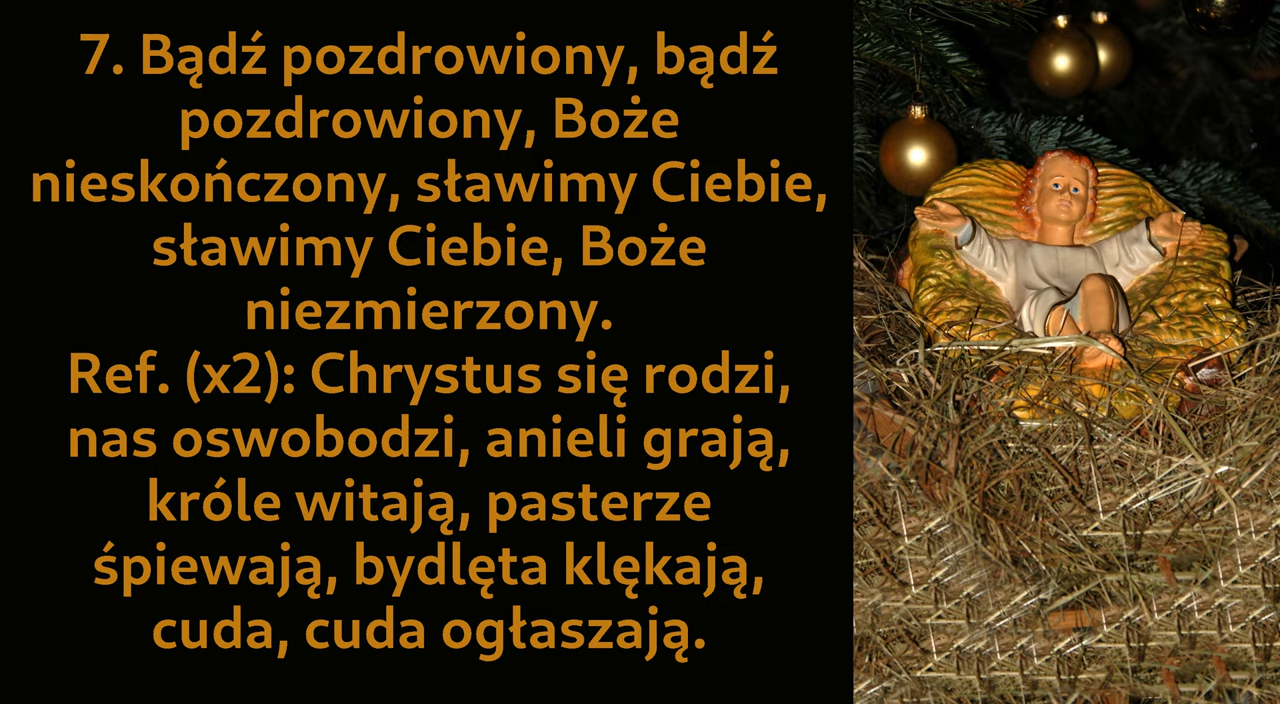 7. Bądź pozdrowiony, bądź
pozdrowiony, Boże
nieskończony, sławimy Ciebie,
sławimy Ciebie, Boże
niezmierzony.
Ref. (x2): Chrystus się rodzi,
nas oswobodzi, anieli grają,
króle witają, pasterze
śpiewają, bydlęta klękają,
cuda, cuda ogłaszają.